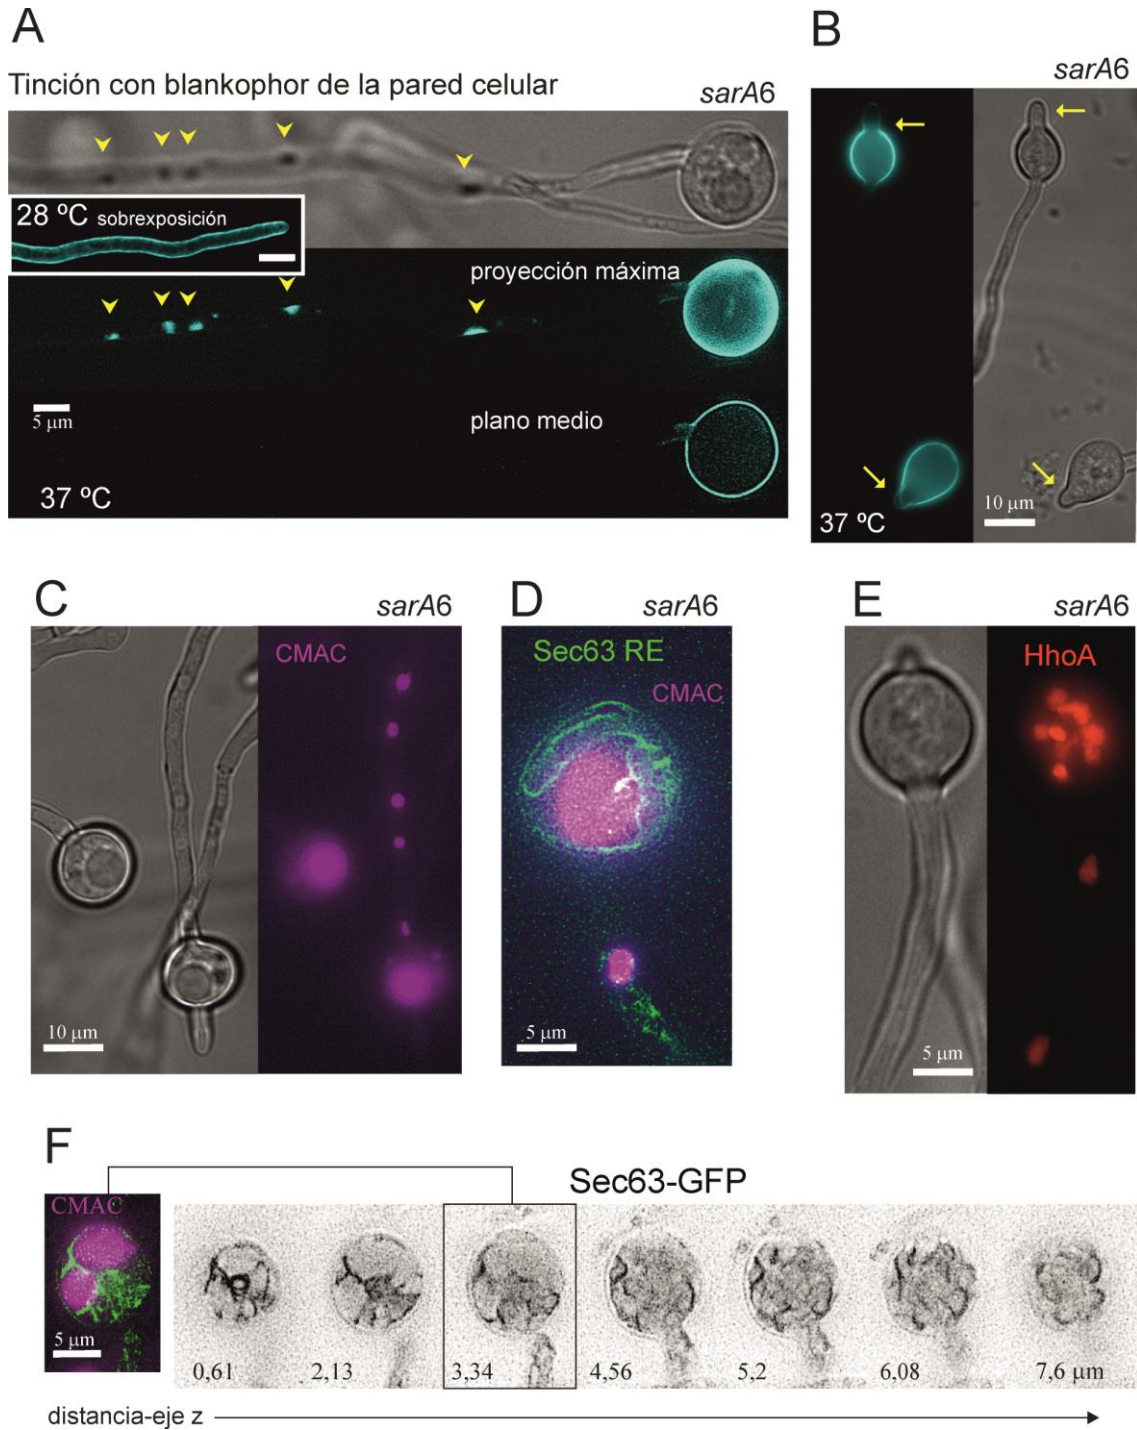 A
B
Tinción con blankophor de la pared celular
sarA6
sarA6
28 ºC sobrexposición
proyección máxima
5 µm
plano medio
37 ºC
37 ºC
10 µm
C
sarA6
D
sarA6
E
sarA6
CMAC
Sec63 RE
CMAC
HhoA
10 µm
5 µm
5 µm
F
Sec63-GFP
CMAC
5 µm
0,61
2,13
3,34
4,56
5,2
6,08
7,6 µm
distancia-eje z